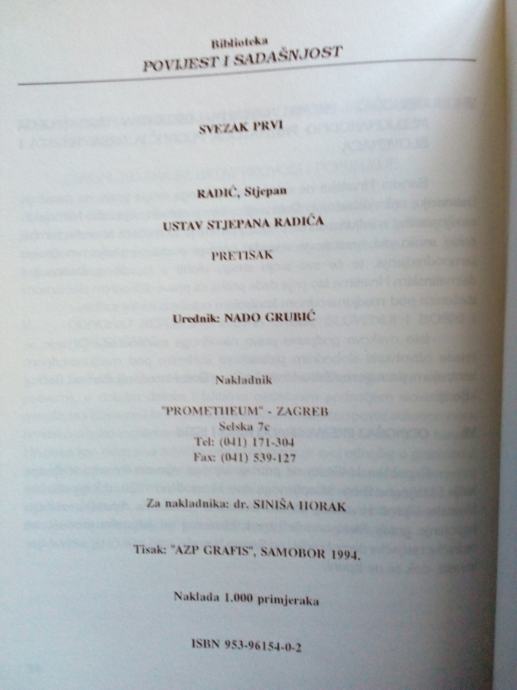 Biblioteka
POVIJEST I SADAŠNJOST
SVEZAK PRVI
RADIĆ, Stjepan
USTAV STJEPANA RADIĆA
PRETISAK
Urednik: NADO GRUBIĆ
Nakladnik
"PROMETHEUM" - ZAGREB
Selska 7c
Tel: (041) 171-304
Fax: (041) 539-127
Za nakladnika: dr. SINIŠA HORAK
Tisak: "AZP GRAFIS", SAMOBOR 1994.
Naklada 1.000 primjeraka
ISBN 953-96154-0-2